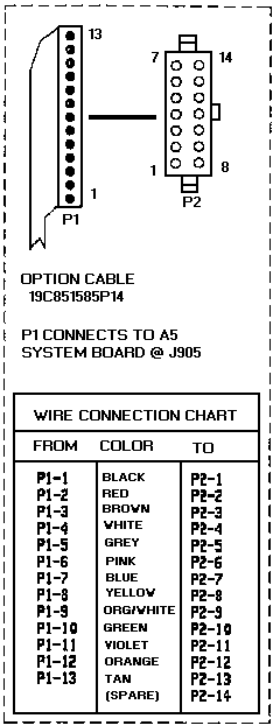 13
7 14
1 8
1
P1 P2
OPTION CABLE
19C851585P14
P1 CONNECTS TO A5
SYSTEM BOARD @ J905
WIRE CONNECTION CHART
FROM COLOR TO
P1-1 BLACK P2-1
P1-2 RED P2-2
P1-3 BROWN P2-3
P1-4 WHITE P2-4
P1-5 GREY P2-5
P1-6 PINK P2-6
P1-7 BLUE P2-7
P1-8 YELLOW P2-8
P1-9 ORG/WHITE P2-9
P1-10 GREEN P2-10
P1-11 VIOLET P2-11
P1-12 ORANGE P2-12
P1-13 TAN P2-13
(SPARE) P2-14